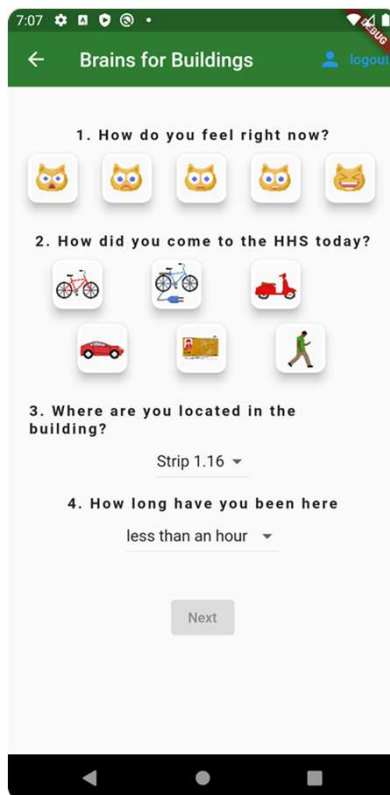 7:07
DEBUG
Brains for Buildings
logout
1. How do you feel right now?
2. How did you come to the HHS today?
3. Where are you located in the
building?
Strip 1.16
4. How long have you been here
less than an hour
Next